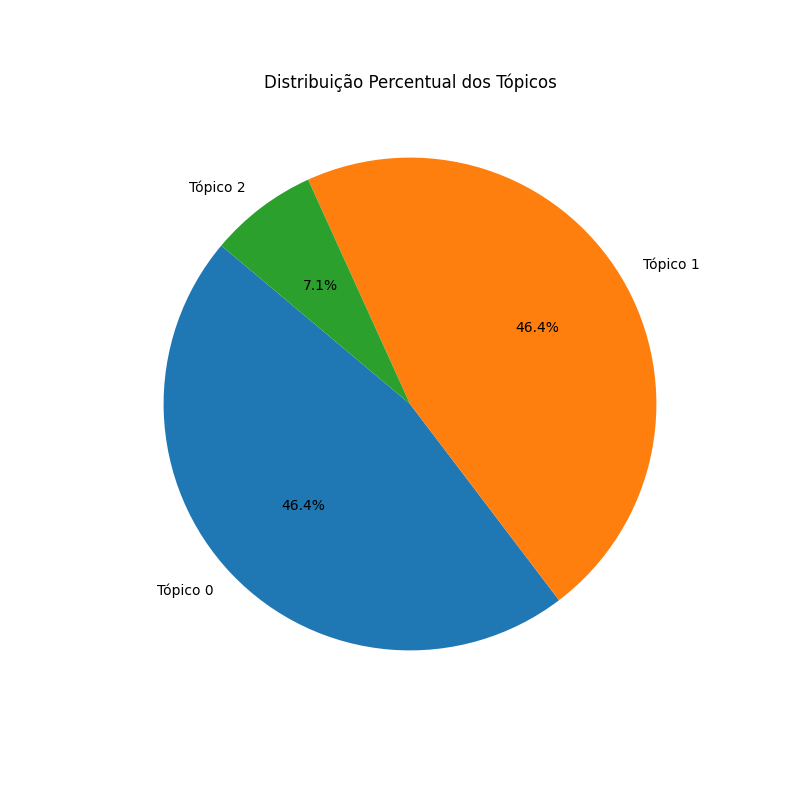 Distribuição Percentual dos Tópicos
Tópico 2
Tópico 1
7.1%
46.4%
46.4%
Tópico 0